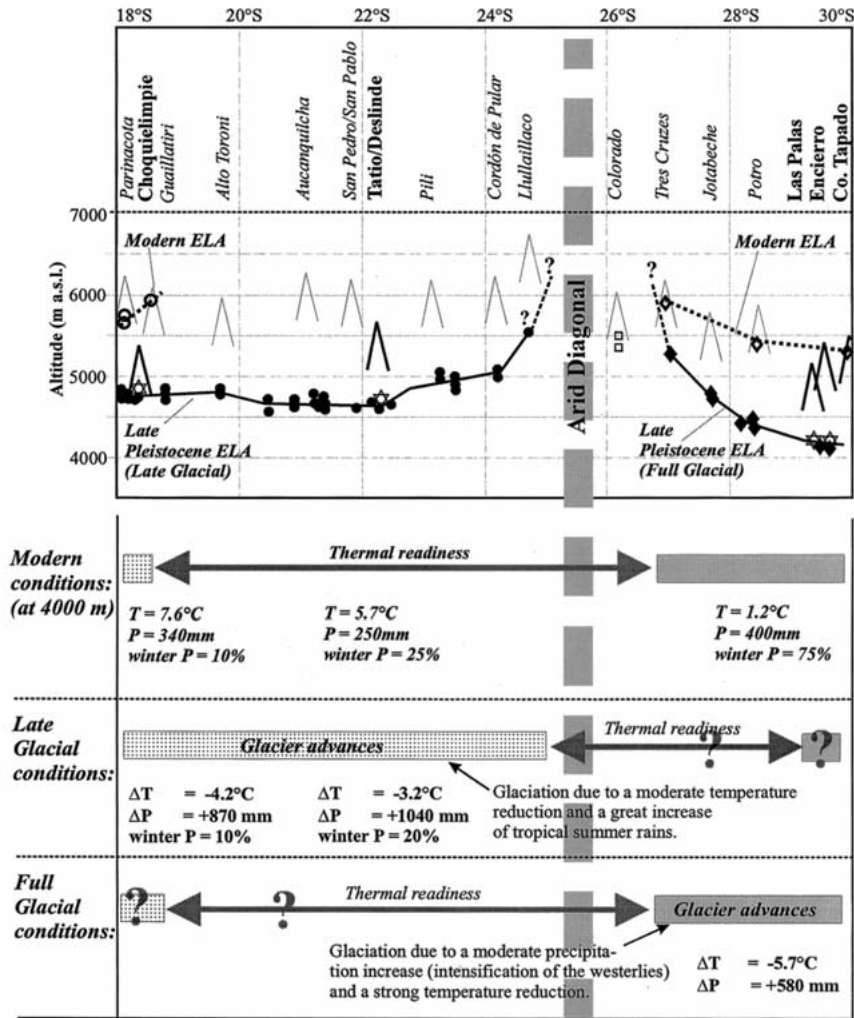 18°S 20°S 22°S 24°S 26°S 28°S 30°S
Parinacota
Choquelimpie
Guaillatiri
Alto Toroni
Aucanquilcha
San Pedro/San Pablo
Tatio/Deslinde
Pili
Cordón de Pular
Llullaillaco
Colorado
Tres Cruzes
Jotabeche
Potro
Las Palas
Encierro
Co. Tapado
Altitude (m a.s.l.)
7000
6000
5000
4000
Modern ELA
Late
Pleistocene ELA
(Late Glacial)
?
?
Arid Diagonal
?
Modern ELA
Late
Pleistocene ELA
(Full Glacial)
Modern
conditions:
(at 4000 m)
Thermal readiness
T = 7.6°C
P = 340mm
winter P = 10%
T = 5.7°C
P = 250mm
winter P = 25%
T = 1.2°C
P = 400mm
winter P = 75%
Late
Glacial
conditions:
Glacier advances
Thermal readiness
?
?
ΔT = -4.2°C
ΔP = +870 mm
winter P = 10%
ΔT = -3.2°C
ΔP = +1040 mm
winter P = 20%
Glaciation due to a moderate temperature
reduction and a great increase
of tropical summer rains.
Full
Glacial
conditions:
?
?
Thermal readiness
Glacier advances
Glaciation due to a moderate precipita-
tion increase (intensification of the westerlies)
and a strong temperature reduction.
ΔT = -5.7°C
ΔP = +580 mm